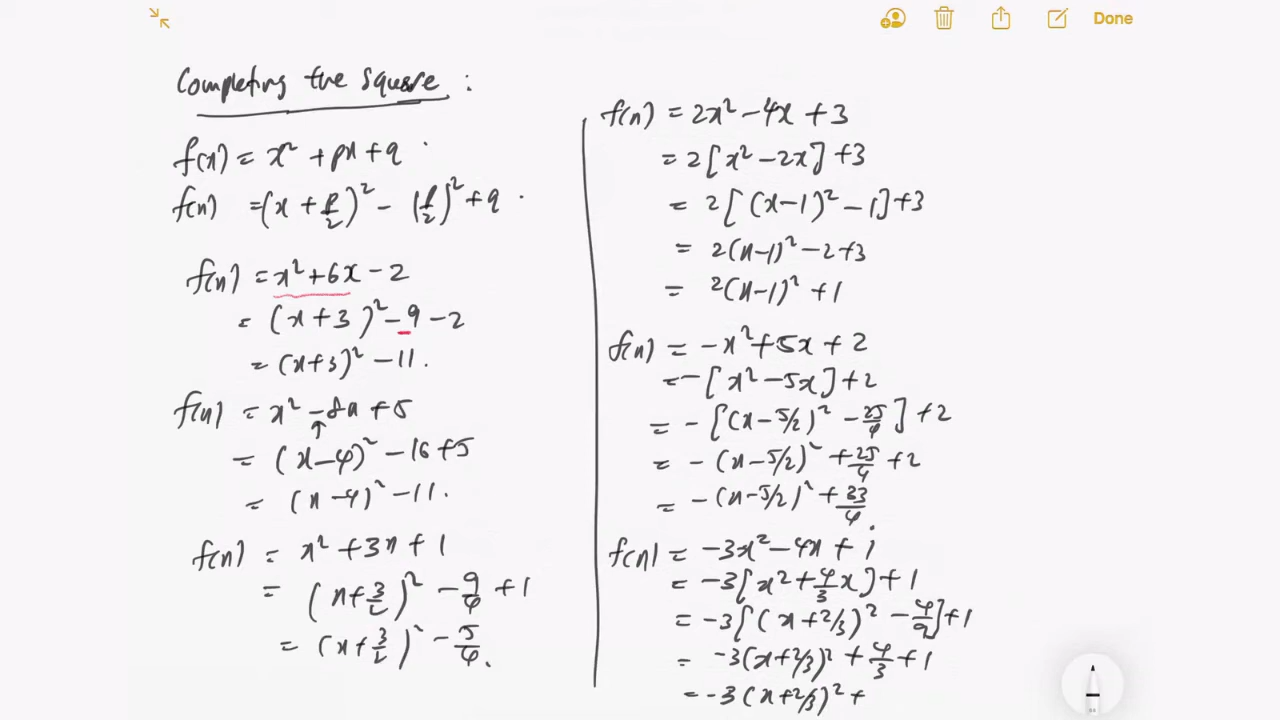 Done
Completing the square :
f(x) = x² + px + q .
f(x) = (x + p/2)² - (p/2)² + q .
f(x) = x² + 6x - 2
= (x + 3)² - 9 - 2
= (x+3)² - 11 .
f(x) = x² - 8x + 5
= (x-4)² - 16 + 5
= (x-4)² - 11 .
f(x) = x² + 3x + 1
= (x + 3/2)² - 9/4 + 1
= (x + 3/2)² - 5/4 .
f(x) = 2x² - 4x + 3
= 2[x² - 2x] + 3
= 2[(x-1)² - 1] + 3
= 2(x-1)² - 2 + 3
= 2(x-1)² + 1
f(x) = -x² + 5x + 2
= -[x² - 5x] + 2
= -[(x - 5/2)² - 25/4] + 2
= -(x - 5/2)² + 25/4 + 2
= -(x - 5/2)² + 33/4 .
f(x) = -3x² - 4x + 1
= -3[x² + 4/3 x] + 1
= -3[(x + 2/3)² - 4/9] + 1
= -3(x + 2/3)² + 4/3 + 1
= -3(x + 2/3)² +